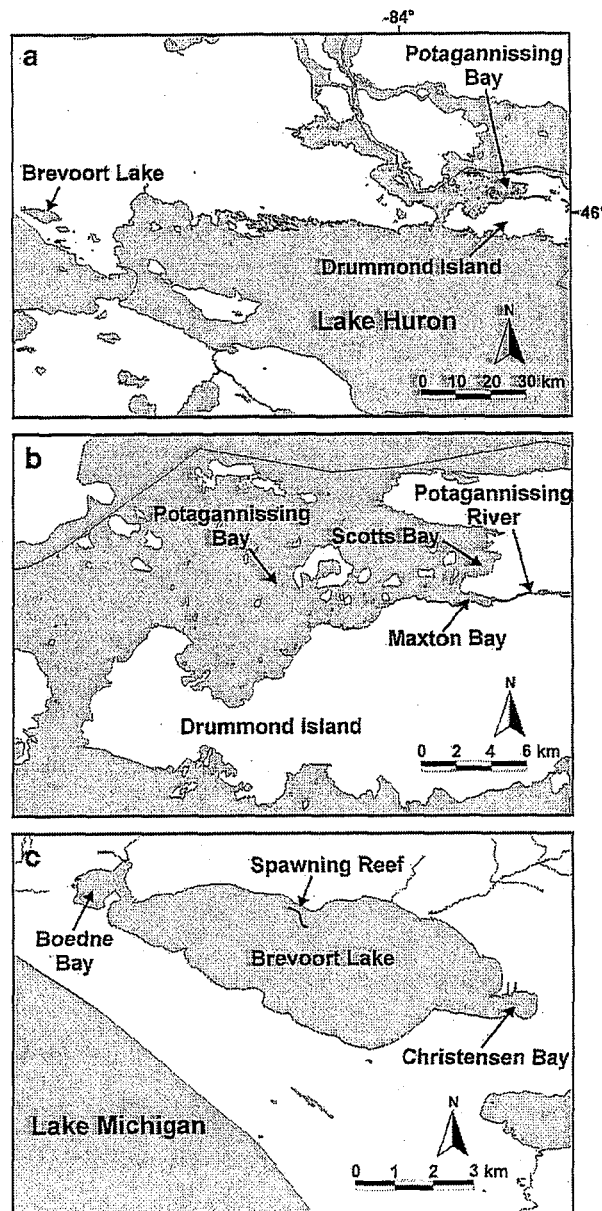 -84°
a
Potagannissing
Bay
Brevoort Lake
46°
Drummond Island
Lake Huron
N
0 10 20 30 km
b
Potagannissing
River
Potagannissing
Bay
Scotts Bay
Maxton Bay
N
Drummond Island
0 2 4 6 km
c
Spawning Reef
Boedne
Bay
Brevoort Lake
Christensen Bay
N
Lake Michigan
0 1 2 3 km